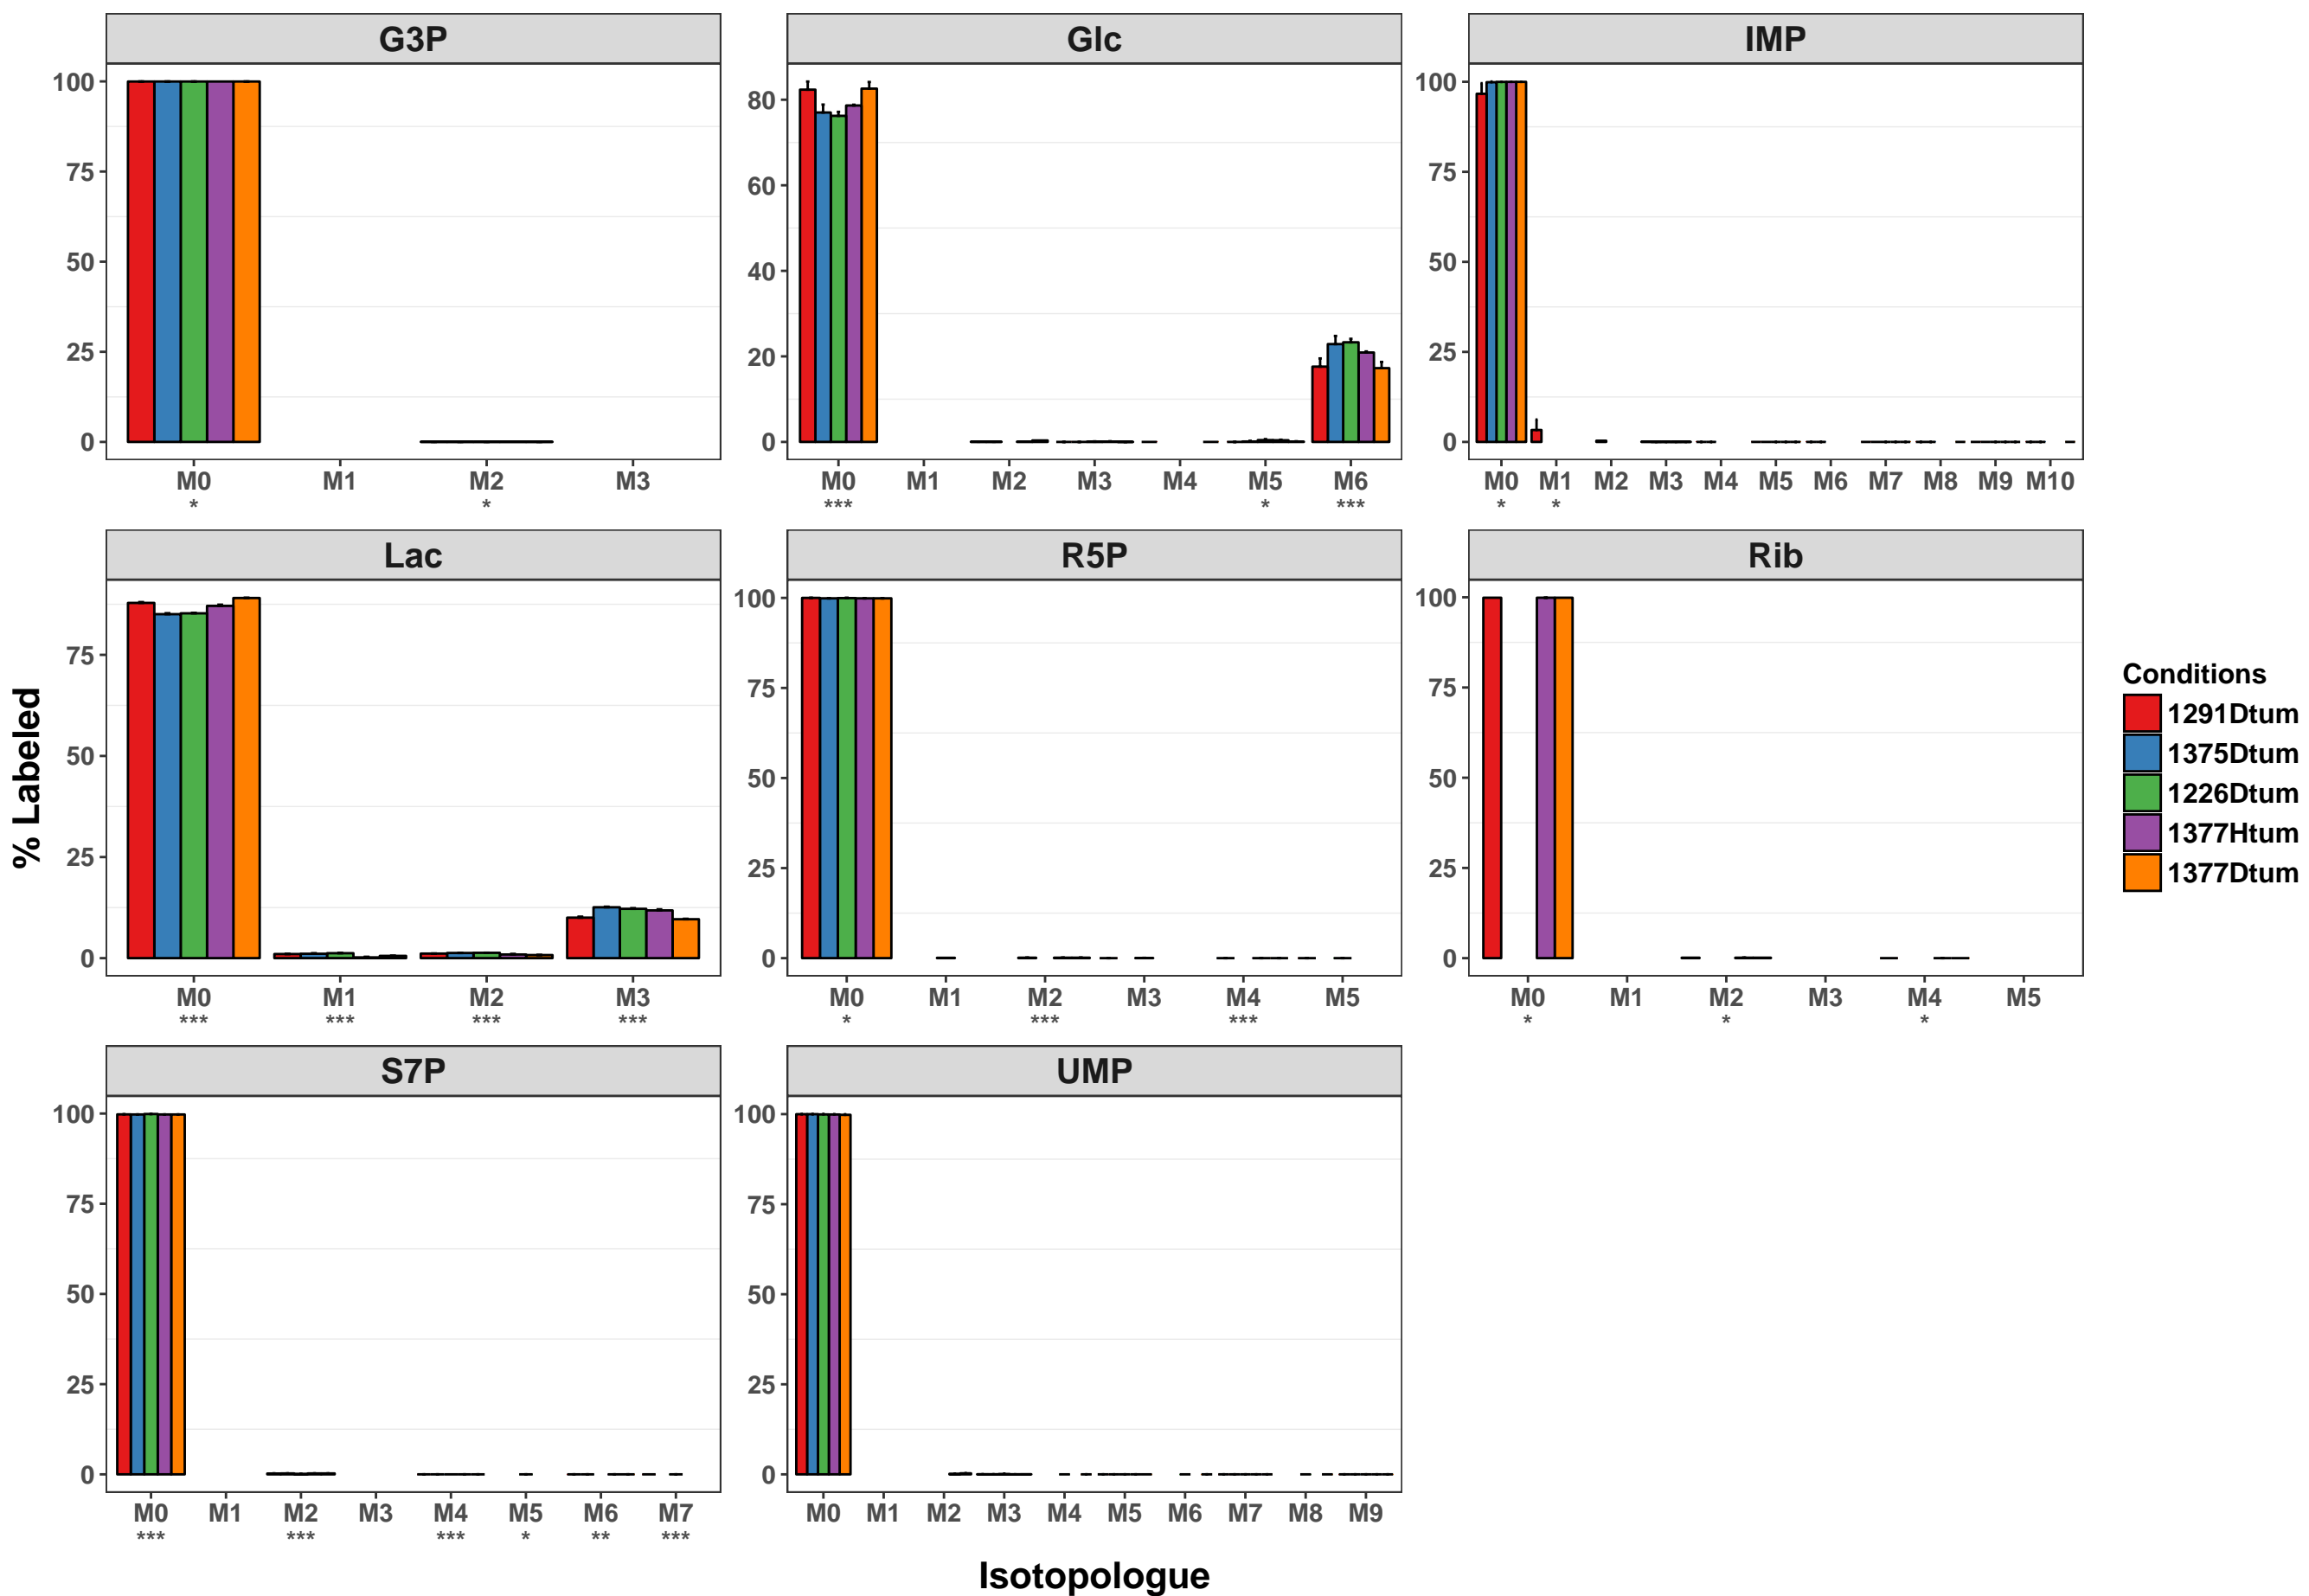 G3P
Glc
IMP
100
75
50
25
0
80
60
40
20
0
100
75
50
25
0
M0 M1 M2 M3
* *
M0 M1 M2 M3 M4 M5 M6
*** * ***
M0 M1 M2 M3 M4 M5 M6 M7 M8 M9 M10
* *
Lac
R5P
Rib
75
50
25
0
100
75
50
25
0
100
75
50
25
0
M0 M1 M2 M3
*** *** *** ***
M0 M1 M2 M3 M4 M5
* *** ***
M0 M1 M2 M3 M4 M5
* * *
S7P
UMP
100
75
50
25
0
100
75
50
25
0
M0 M1 M2 M3 M4 M5 M6 M7
*** *** *** * ** ***
M0 M1 M2 M3 M4 M5 M6 M7 M8 M9
% Labeled
Isotopologue
Conditions
1291Dtum
1375Dtum
1226Dtum
1377Htum
1377Dtum